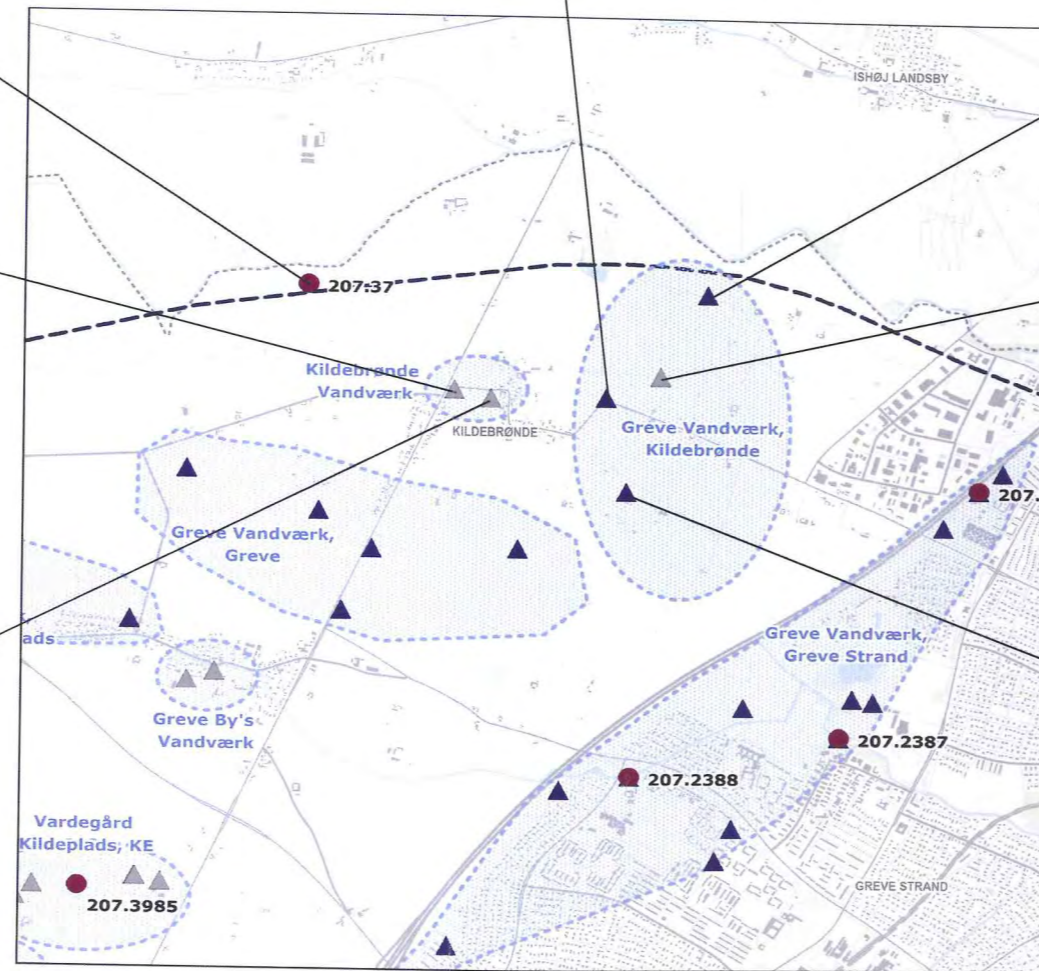 ISHØJ LANDSBY
207.37
Kildebrønde
Vandværk
KILDEBRØNDE
Greve Vandværk,
Kildebrønde
207.
Greve Vandværk,
Greve
ads
Greve Vandværk,
Greve Strand
Greve By's
Vandværk
207.2387
207.2388
Vardegård
Kildeplads, KE
207.3985
GREVE STRAND